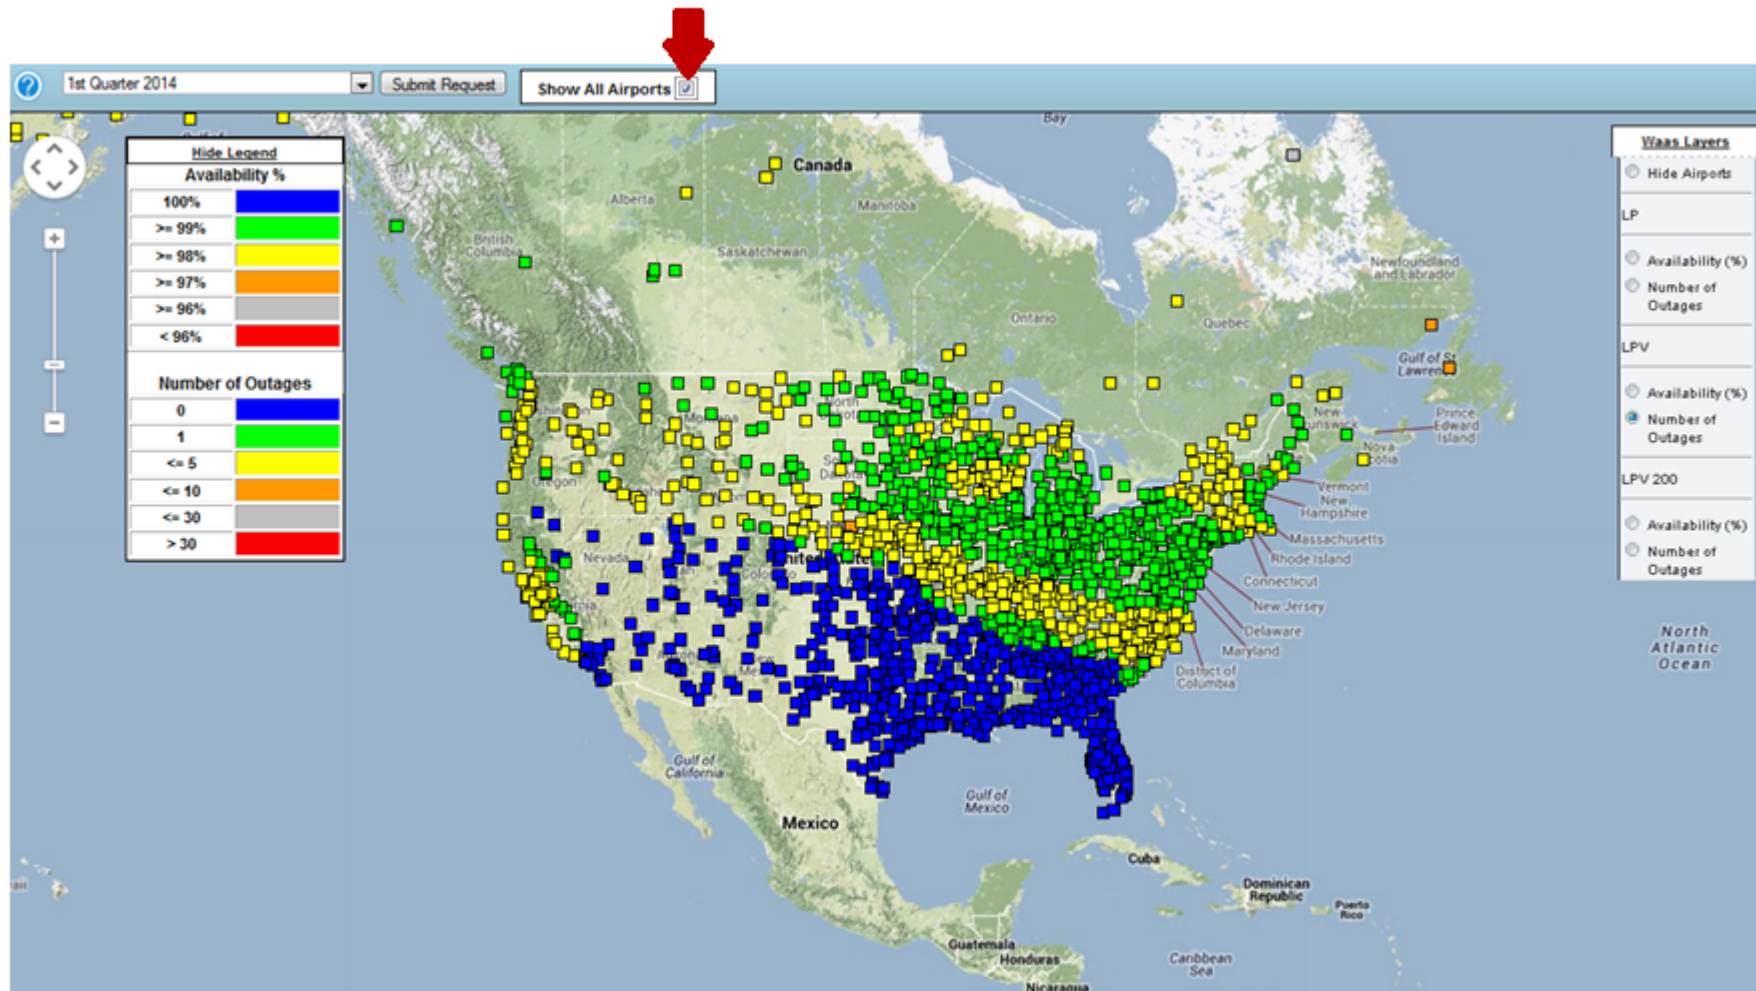 1st Quarter 2014
Submit Request
Show All Airports
Hide Legend
Availability %
100%
>= 99%
>= 98%
>= 97%
>= 96%
< 96%
Number of Outages
0
1
<= 5
<= 10
<= 30
> 30
Waas Layers
Hide Airports
LP
Availability (%)
Number of
Outages
LPV
Availability (%)
Number of
Outages
LPV 200
Availability (%)
Number of
Outages
Bay
Canada
Alberta
Manitoba
British
Columbia
Saskatchewan
Newfoundland
and Labrador
Ontario
Quebec
Gulf of St
Lawrence
Montana
North
New
Prince
Edward
Island
Nova
Oregon
Vermont
New
Hampshire
Massachusetts
Rhode Island
Connecticut
Nevada
New Jersey
Delaware
Maryland
District of
Columbia
North
Atlantic
Ocean
Gulf of
California
Gulf of
Mexico
Mexico
Cuba
Dominican
Republic
Puerto
Rico
Guatemala
Honduras
Nicaragua
Caribbean
Sea